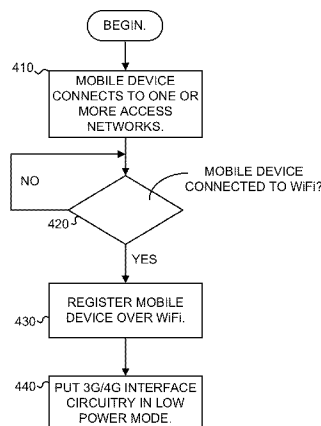 BEGIN.
410
MOBILE DEVICE
CONNECTS TO ONE OR
MORE ACCESS
NETWORKS.
NO
MOBILE DEVICE
CONNECTED TO WiFi?
420
YES
REGISTER MOBILE
DEVICE OVER WiFi.
430
440
PUT 3G/4G INTERFACE
CIRCUITRY IN LOW
POWER MODE.